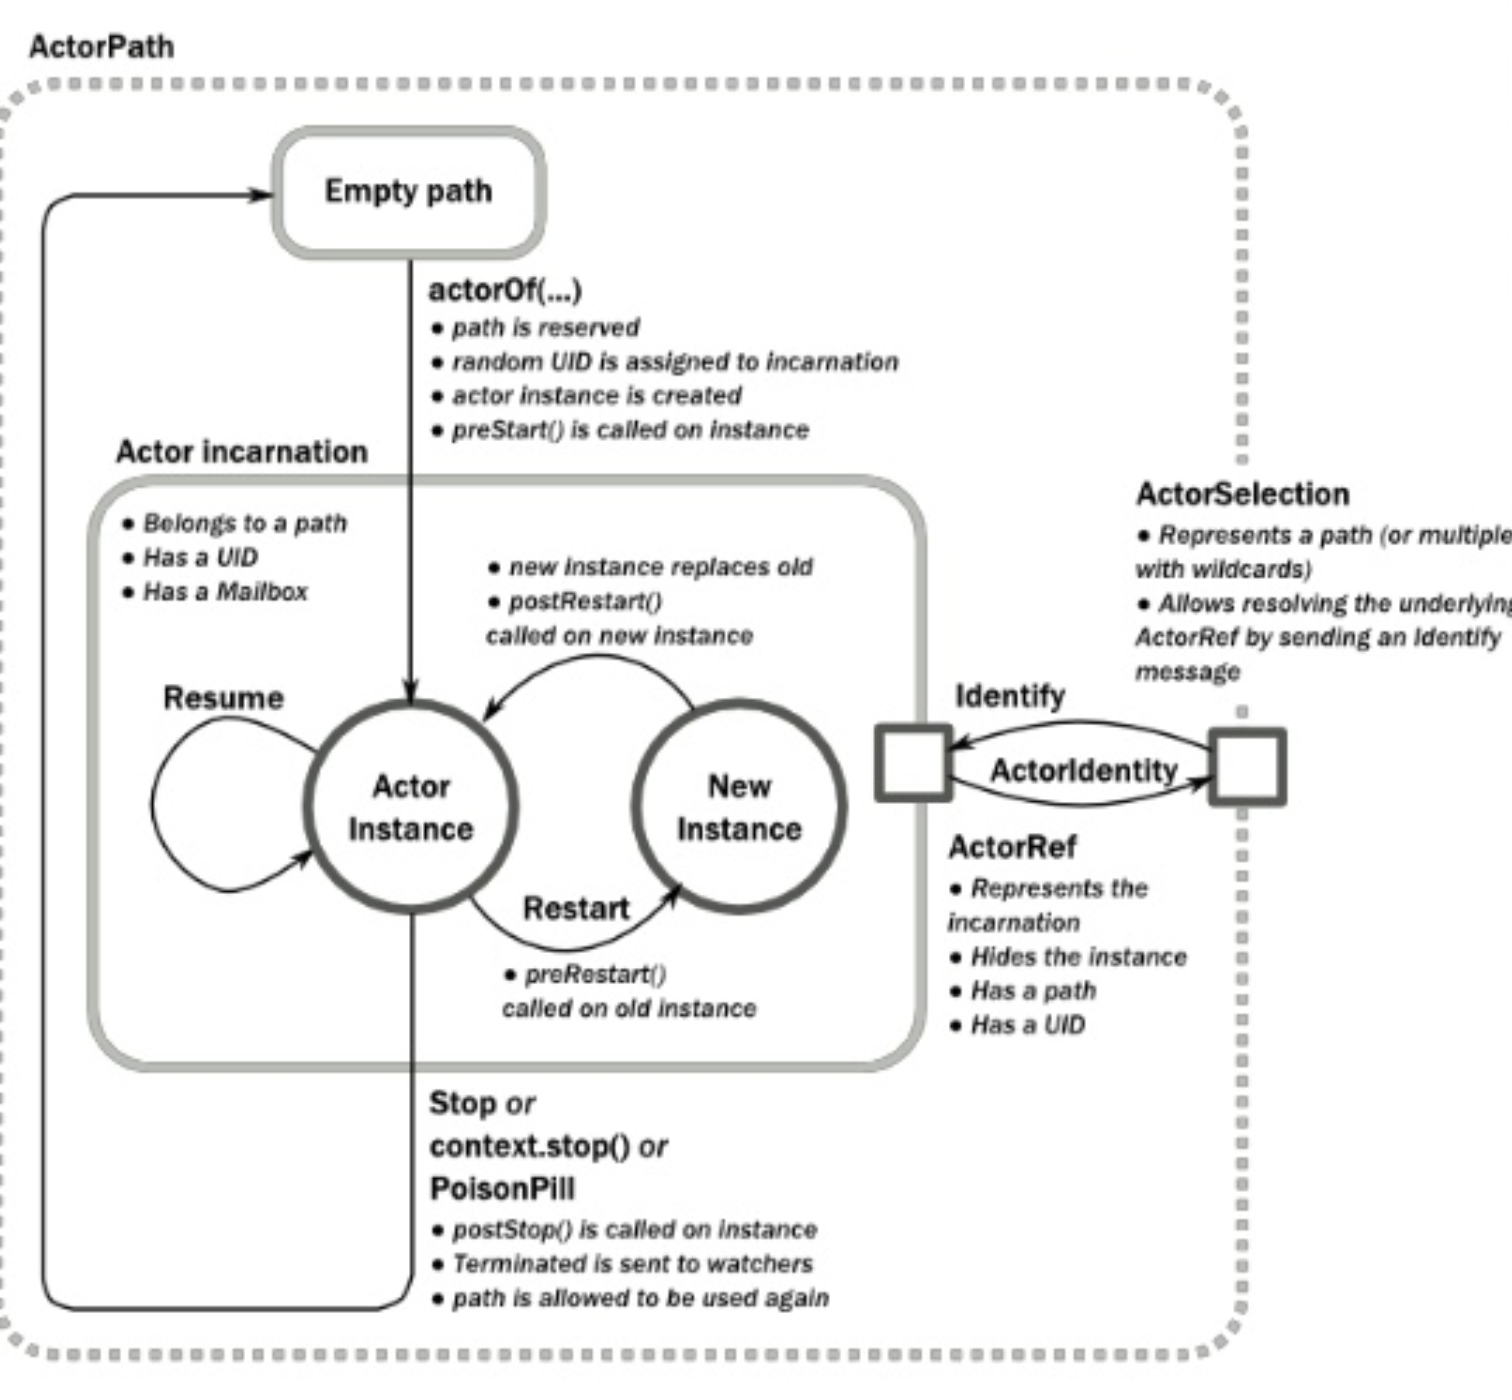 ActorPath
Empty path
actorOf(...)
• path is reserved
• random UID is assigned to incarnation
• actor instance is created
• preStart() is called on instance
Actor incarnation
• Belongs to a path
• Has a UID
• Has a Mailbox
• new instance replaces old
• postRestart()
called on new instance
Resume
Actor
Instance
New
Instance
Restart
• preRestart()
called on old instance
ActorSelection
• Represents a path (or multiple
with wildcards)
• Allows resolving the underlying
ActorRef by sending an Identify
message
Identify
ActorIdentity
ActorRef
• Represents the
incarnation
• Hides the instance
• Has a path
• Has a UID
Stop or
context.stop() or
PoisonPill
• postStop() is called on instance
• Terminated is sent to watchers
• path is allowed to be used again